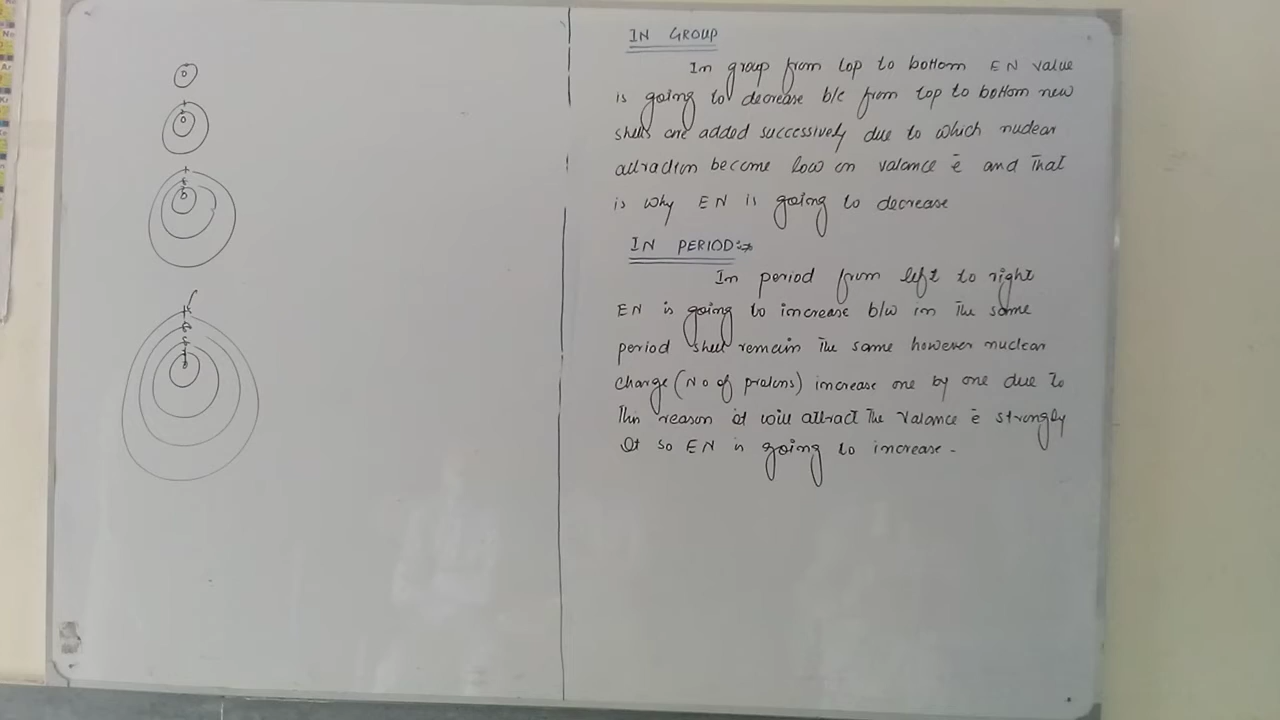 IN GROUP
In group from top to bottom EN value
is going to decrease b/c from top to bottom new
shells are added successively due to which nuclear
attraction become low on valance ē and that
is why EN is going to decrease
IN PERIOD:→
In period from left to right
EN is going to increase b/w in The same
period shell remain The same however nuclear
charge (No of protons) increase one by one due to
This reason it will attract The valance ē strongly
It so EN is going to increase -